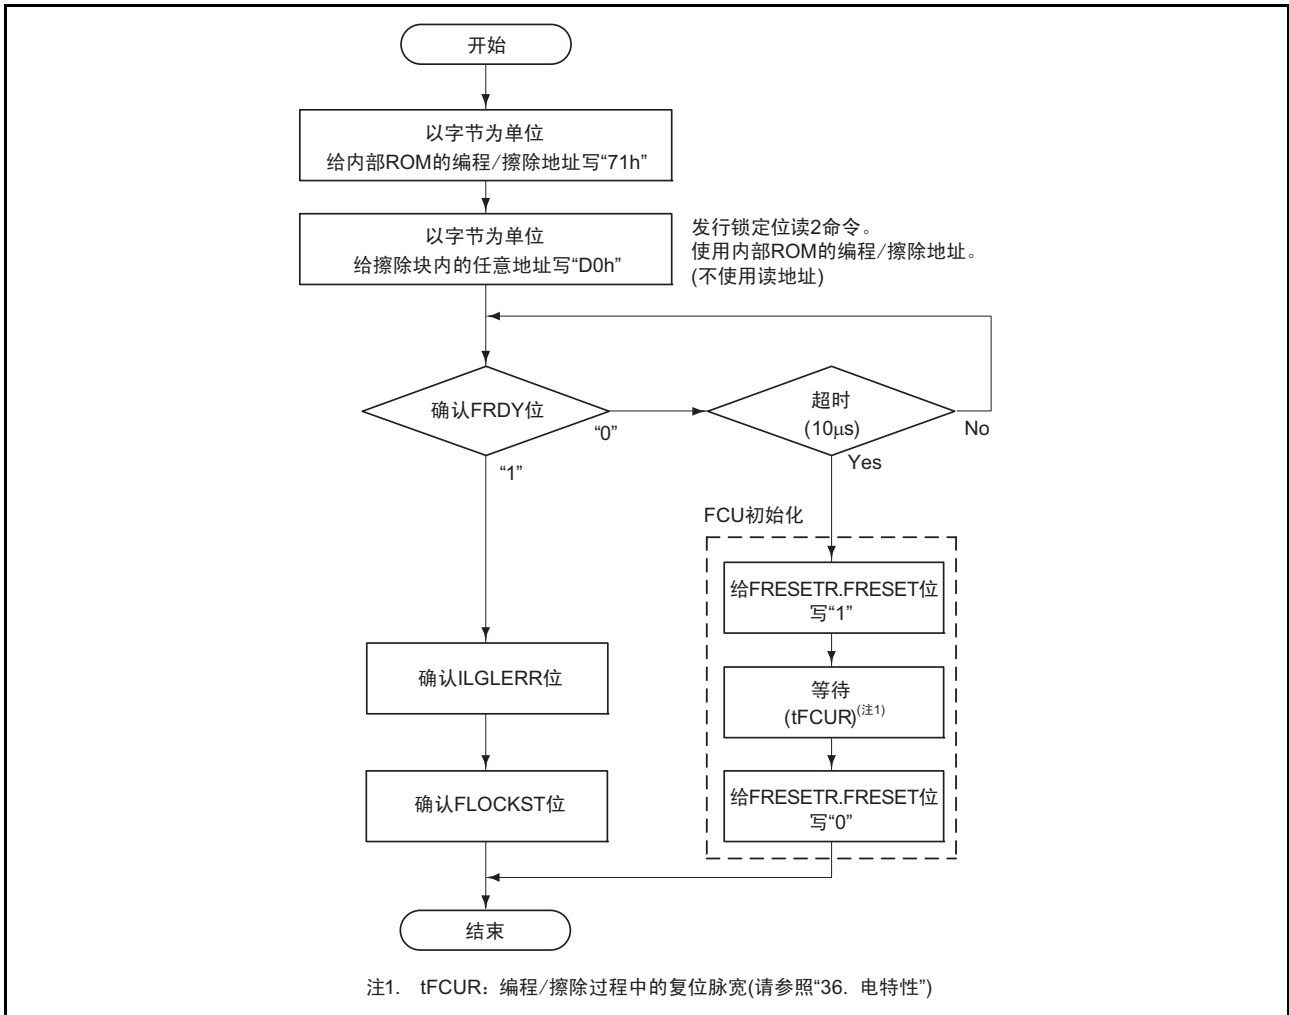 开始
以字节为单位
给内部ROM的编程/擦除地址写“71h”
以字节为单位
给擦除块内的任意地址写“D0h”
发行锁定位读2命令。
使用内部ROM的编程/擦除地址。
(不使用读地址)
确认FRDY位
“0”
“1”
超时
(10μs)
No
Yes
FCU初始化
给FRESETR.FRESET位
写“1”
等待
(tFCUR)(注1)
给FRESETR.FRESET位
写“0”
确认ILGLERR位
确认FLOCKST位
结束
注1. tFCUR：编程/擦除过程中的复位脉宽(请参照“36. 电特性”)